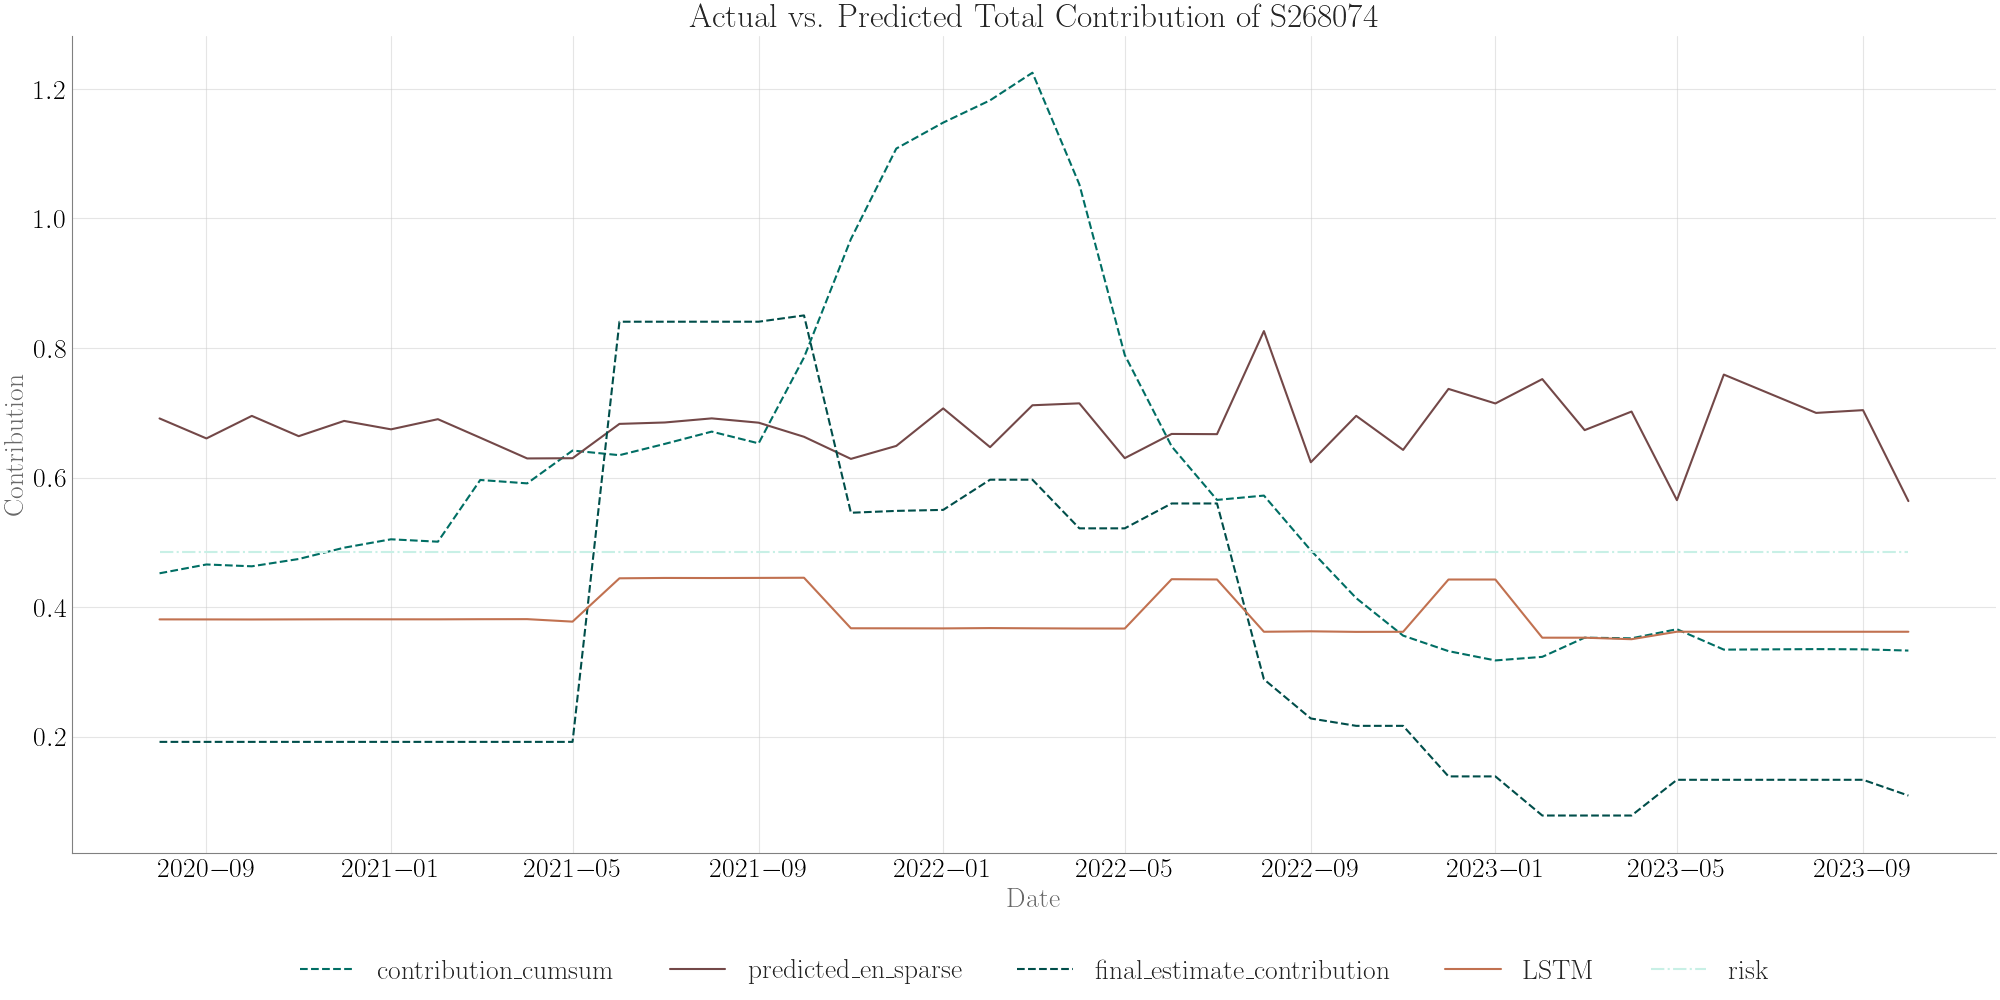 Actual vs. Predicted Total Contribution of S268074
Contribution
1.2
1.0
0.8
0.6
0.4
0.2
2020−09 2021−01 2021−05 2021−09 2022−01 2022−05 2022−09 2023−01 2023−05 2023−09
Date
contribution_cumsum predicted_en_sparse final_estimate_contribution LSTM risk